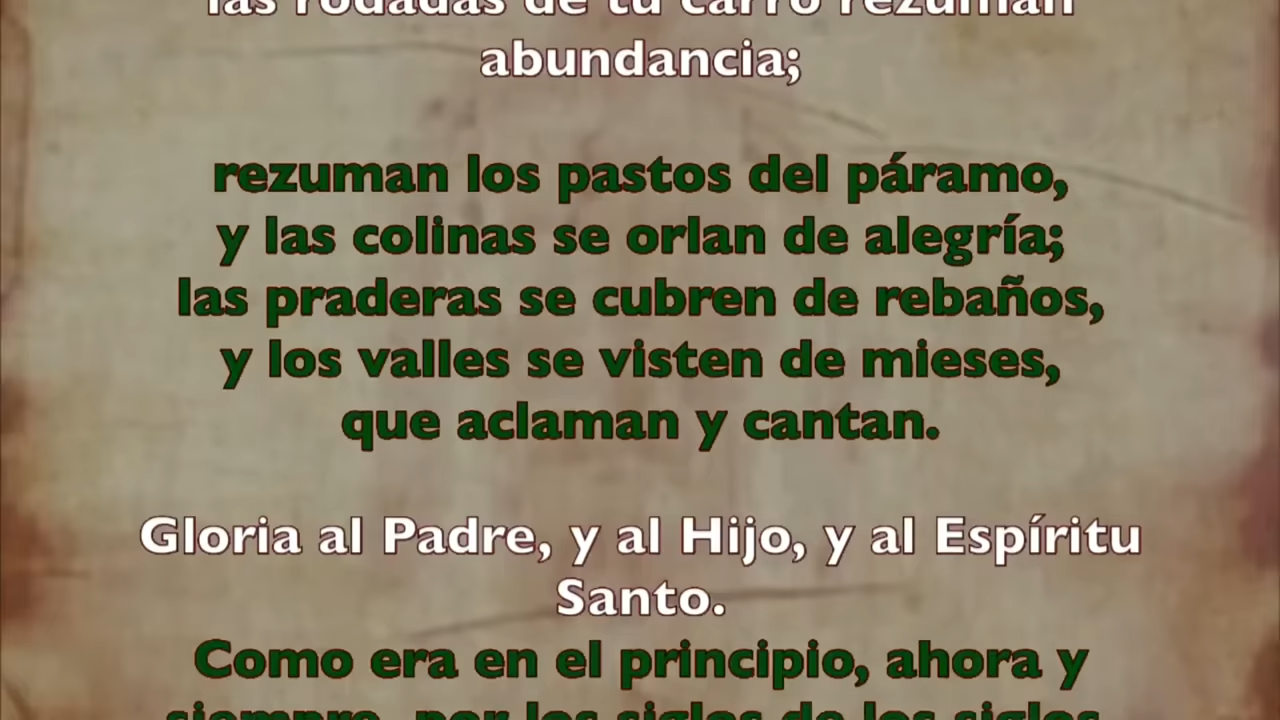 las rodadas de tu carro rezuman
abundancia;
rezuman los pastos del páramo,
y las colinas se orlan de alegría;
las praderas se cubren de rebaños,
y los valles se visten de mieses,
que aclaman y cantan.
Gloria al Padre, y al Hijo, y al Espíritu
Santo.
Como era en el principio, ahora y
siempre, por los siglos de los siglos